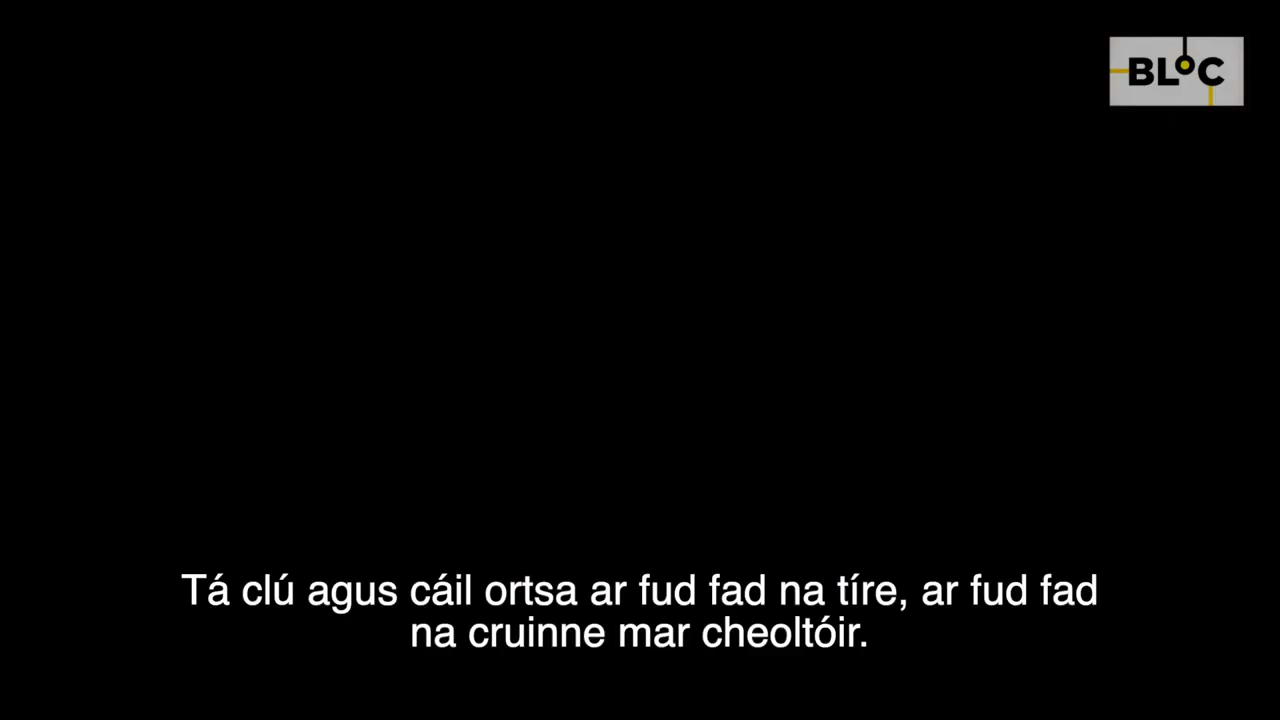 BLOC
Tá clú agus cáil ortsa ar fud fad na tíre, ar fud fad
na cruinne mar cheoltóir.